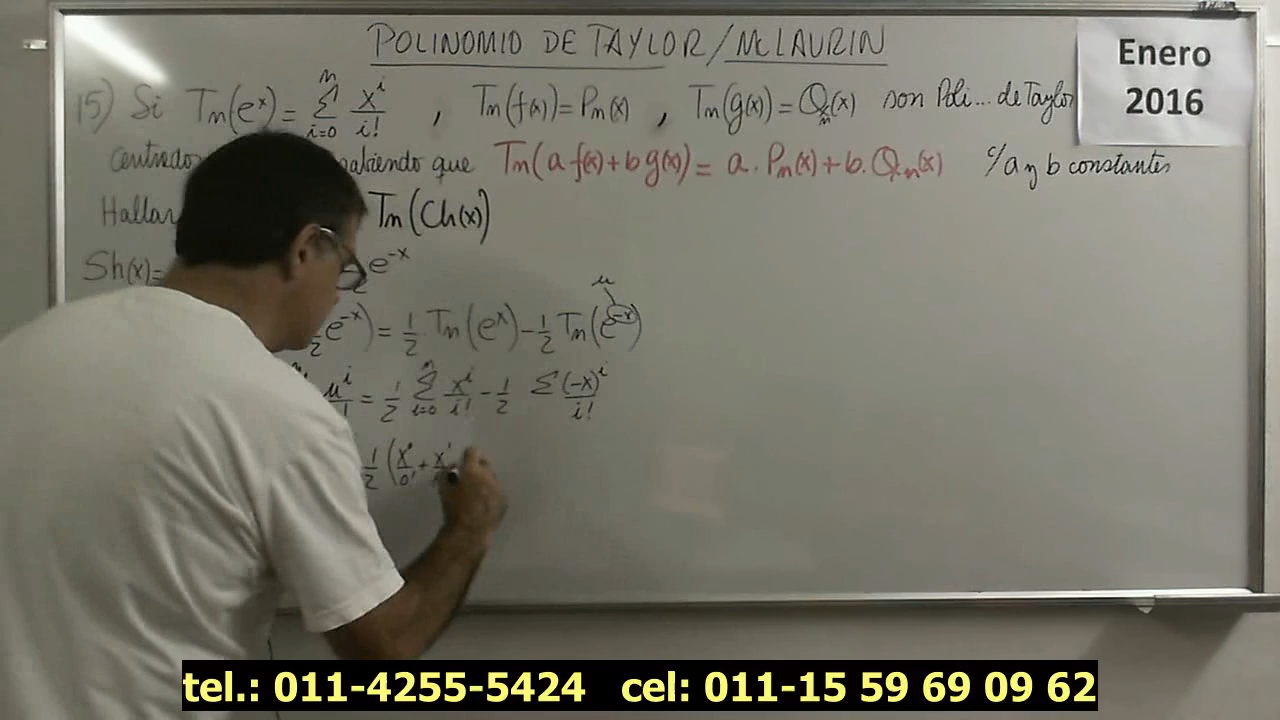 POLINOMIO DE TAYLOR/MCLAURIN
Enero
2016
15) Si Tn(e^x) = Σ_{i=0}^{n} x^i/i! , Tn(f(x)) = Pn(x) , Tn(g(x)) = Qn(x) son Poli... de Taylor
centrados que Tn(a f(x) + b g(x)) = a. Pn(x) + b. Qn(x) c/a y b constantes
Hallar Tn(Ch(x))
Sh(x) = e^{-x}
e^{-x}) = 1/2 . Tn(e^x) - 1/2 Tn(e^{-x}) u
u^i = 1/2 Σ_{i=0}^{n} x^i/i! - 1/2 Σ (-x)^i/i!
1/2 (x^0/0! + x^1
tel.: 011-4255-5424 cel: 011-15 59 69 09 62